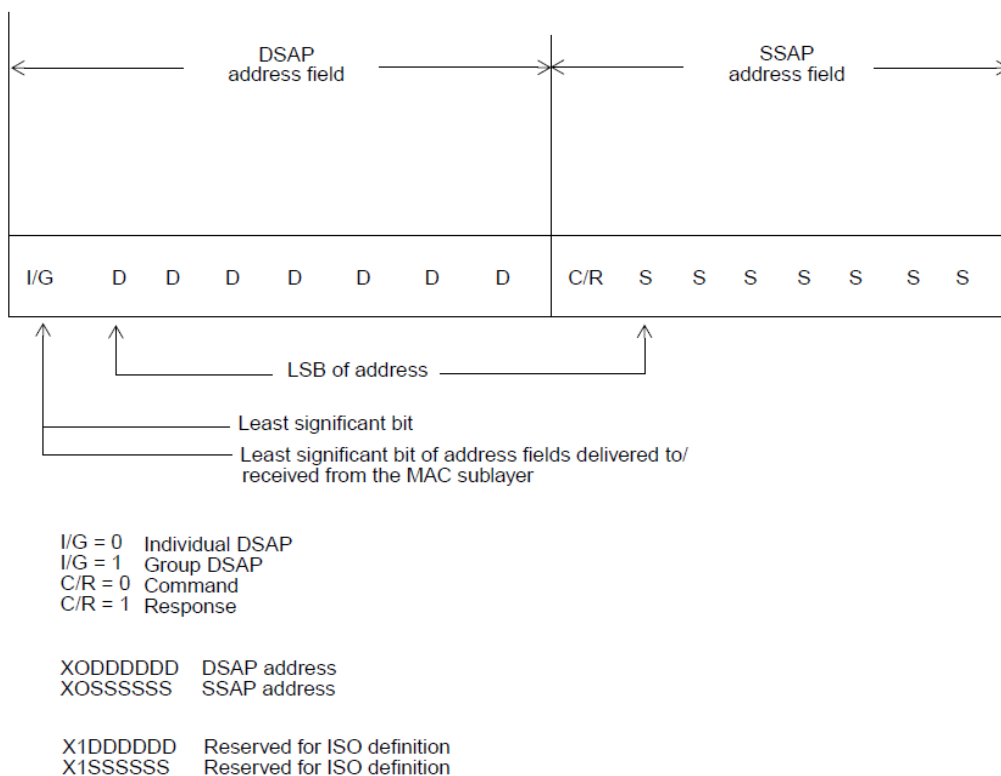 DSAP
address field
SSAP
address field
I/G D D D D D D D C/R S S S S S S S
LSB of address
Least significant bit
Least significant bit of address fields delivered to/
received from the MAC sublayer
I/G = 0 Individual DSAP
I/G = 1 Group DSAP
C/R = 0 Command
C/R = 1 Response
XODDDDDD DSAP address
XOSSSSSS SSAP address
X1DDDDDD Reserved for ISO definition
X1SSSSSS Reserved for ISO definition